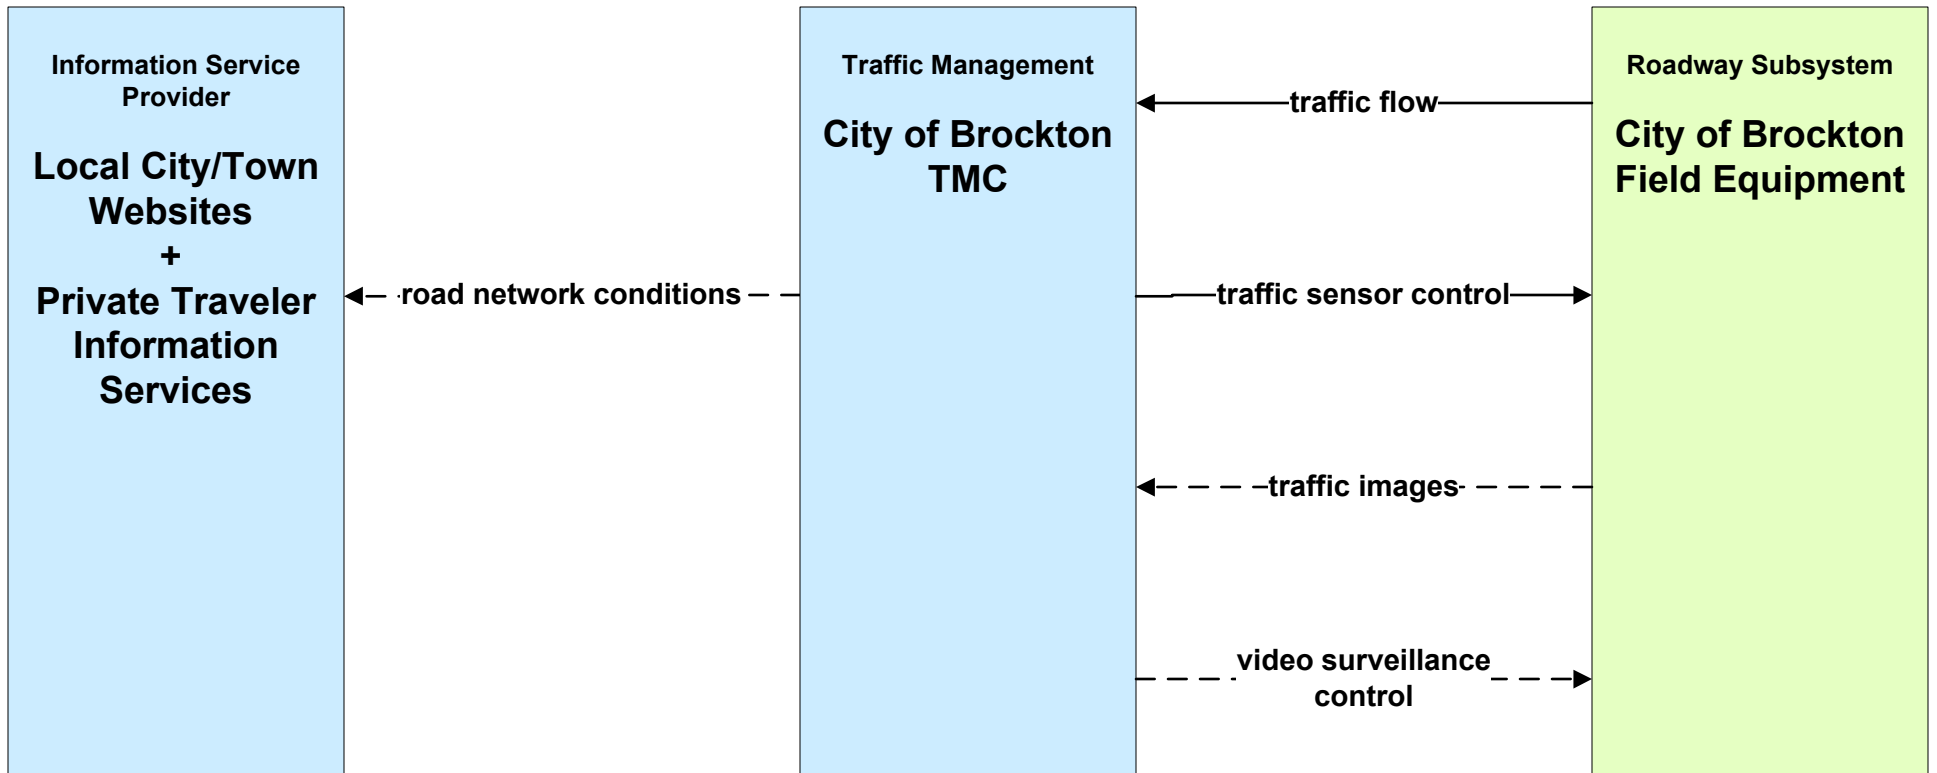 Information Service
Provider
Local City/Town
Websites
+
Private Traveler
Information
Services
road network conditions
Traffic Management
City of Brockton
TMC
traffic flow
traffic sensor control
traffic images
video surveillance
control
Roadway Subsystem
City of Brockton
Field Equipment